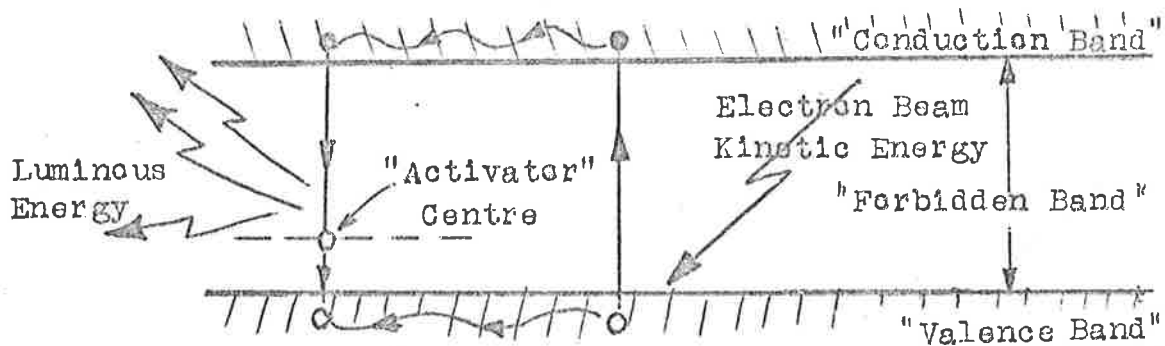 "Conduction Band"
Electron Beam
Kinetic Energy
Luminous
Energy
"Activator"
Centre
"Forbidden Band"
"Valence Band"